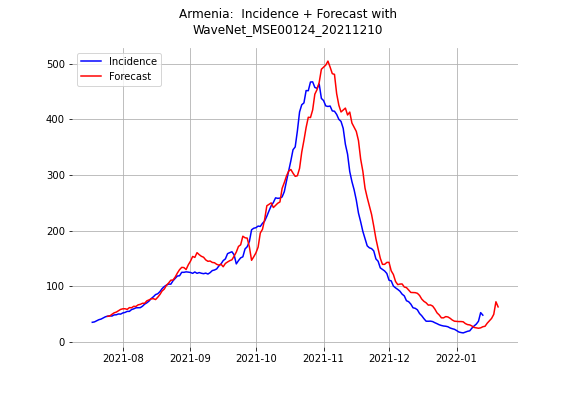 Armenia:  Incidence + Forecast with
WaveNet_MSE00124_20211210
Incidence
Forecast
500
400
300
200
100
0
2021-08 2021-09 2021-10 2021-11 2021-12 2022-01